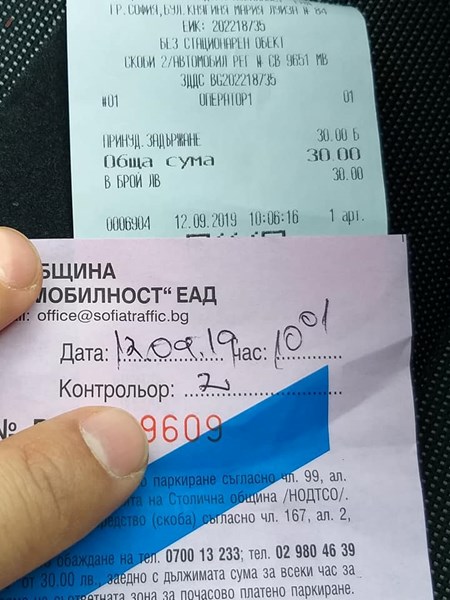 ГР.СОФИЯ,БУЛ.КНЯГИНЯ МАРИЯ ЛУИЗА № 84
ЕИК: 202218735
БЕЗ СТАЦИОНАРЕН ОБЕКТ
СКОБИ 2/АВТОМОБИЛ РЕГ № СВ 9651 МВ
ЗДДС BG202218735
#01 ОПЕРАТОР1 01
ПРИНУД.ЗАДЪРЖАНЕ 30.00 Б
Обща сума 30.00
В БРОЙ ЛВ 30.00
0006904 12.09.2019 10:06:16 1 арт.
БЩИНА
МОБИЛНОСТ“ ЕАД
office@sofiatraffic.bg
Дата: 12.09.19 Час: 10 01
Контрольор: 2
№ 9609
паркиране съгласно чл. 99, ал.
на Столична община /НОДТСО/.
редство (скоба) съгласно чл. 167, ал. 2,
обаждане на тел. 0700 13 233; тел. 02 980 46 39
от 30.00 лв., заедно с дължимата сума за всеки час за
зона за почасово платено паркиране.